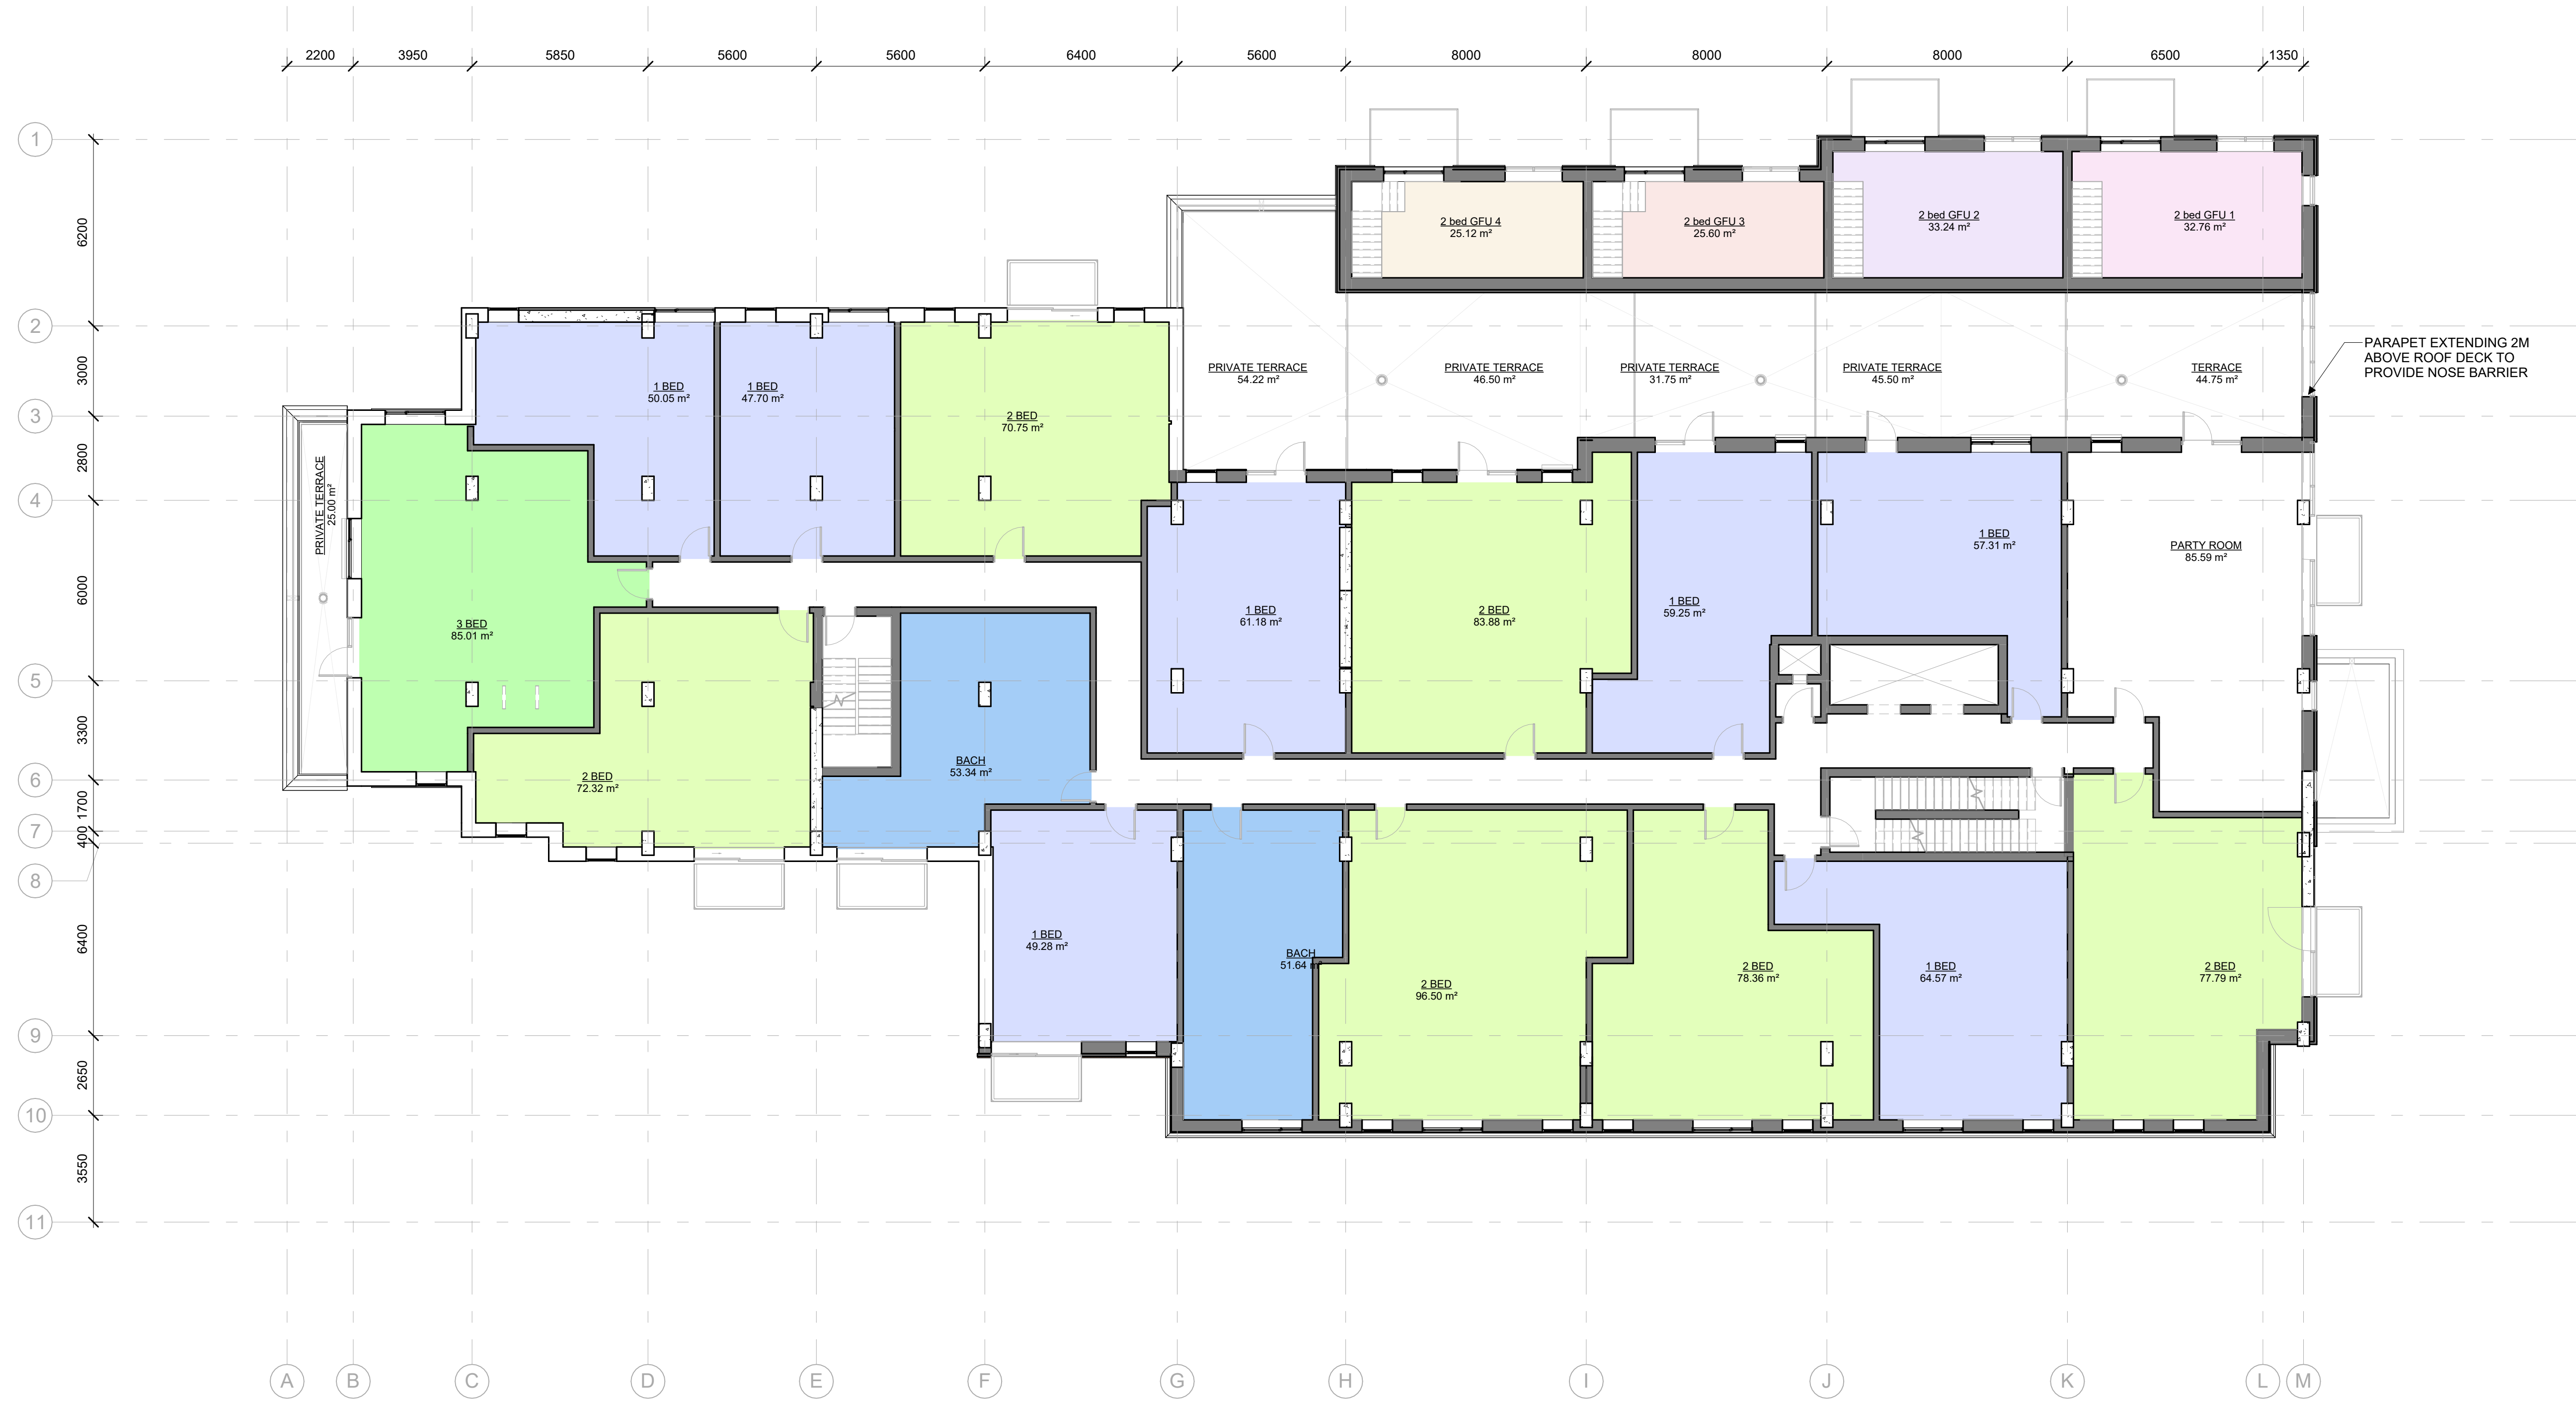 2200 3950 5850 5600 5600 6400 5600 8000 8000 8000 6500 1350
1
2
3
4
5
6
7
8
9
10
11
6200
3000
2800
6000
3300
1700
400
6400
2650
3550
2 bed GFU 4
25.12 m²
2 bed GFU 3
25.60 m²
2 bed GFU 2
33.24 m²
2 bed GFU 1
32.76 m²
PARAPET EXTENDING 2M
ABOVE ROOF DECK TO
PROVIDE NOSE BARRIER
PRIVATE TERRACE
54.22 m²
PRIVATE TERRACE
46.50 m²
PRIVATE TERRACE
31.75 m²
PRIVATE TERRACE
45.50 m²
TERRACE
44.75 m²
1 BED
50.05 m²
1 BED
47.70 m²
2 BED
70.75 m²
PRIVATE TERRACE
25.00 m²
3 BED
85.01 m²
1 BED
61.18 m²
2 BED
83.88 m²
1 BED
59.25 m²
1 BED
57.31 m²
PARTY ROOM
85.59 m²
2 BED
72.32 m²
BACH
53.34 m²
1 BED
49.28 m²
BACH
51.64 m²
2 BED
96.50 m²
2 BED
78.36 m²
1 BED
64.57 m²
2 BED
77.79 m²
A B C D E F G H I J K L M